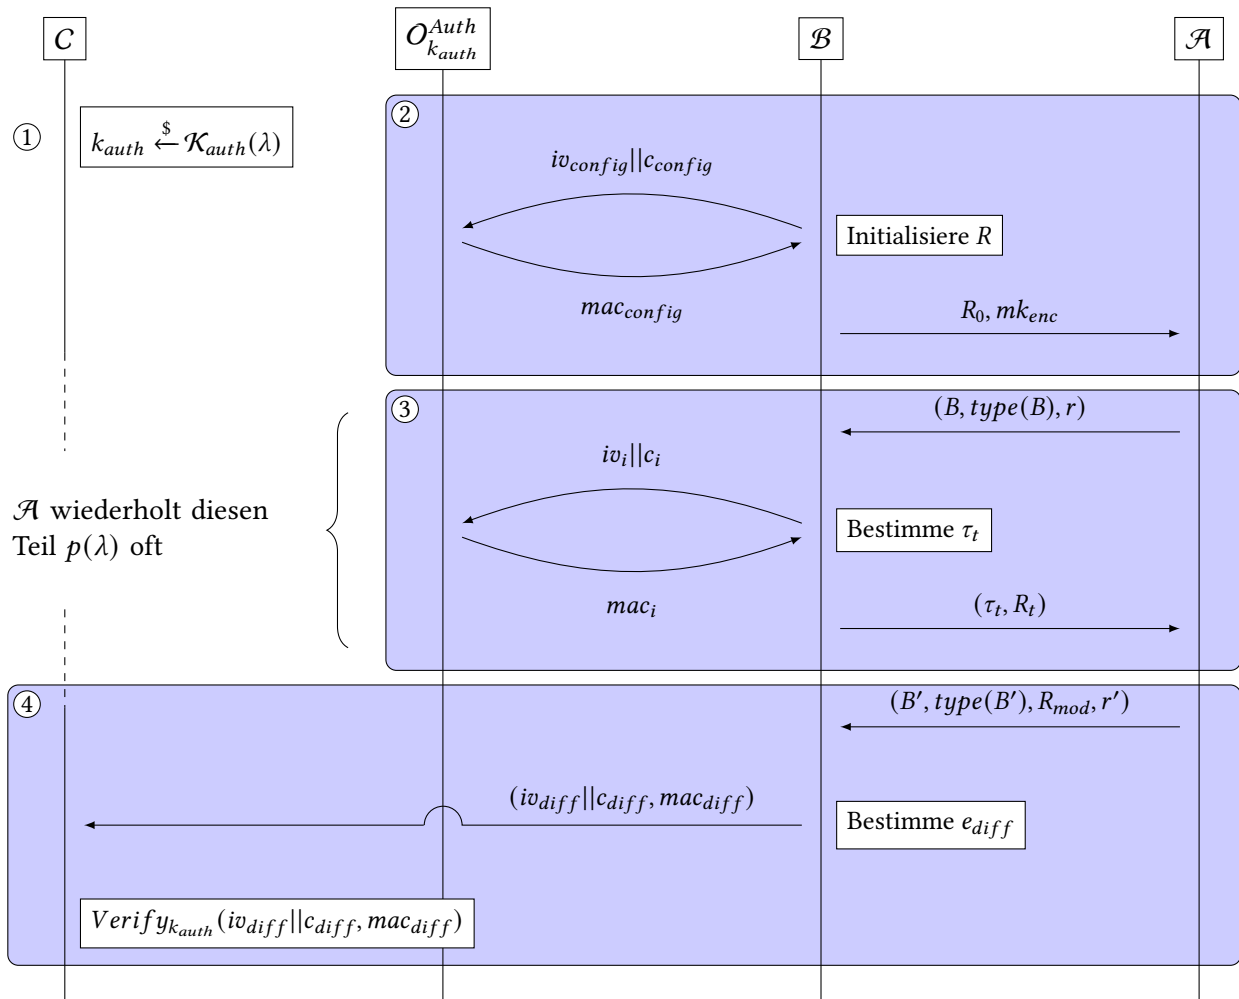 𝒞
𝒪^{Auth}_{k_{auth}}
ℬ
𝒜
①
k_{auth} ←^{$} 𝒦_{auth}(λ)
②
iv_{config}||c_{config}
Initialisiere R
mac_{config}
R_0, mk_{enc}
③
(B, type(B), r)
iv_i||c_i
𝒜 wiederholt diesen
Teil p(λ) oft
Bestimme τ_t
mac_i
(τ_t, R_t)
④
(B′, type(B′), R_{mod}, r′)
(iv_{diff}||c_{diff}, mac_{diff})
Bestimme e_{diff}
Verify_{k_{auth}}(iv_{diff}||c_{diff}, mac_{diff})